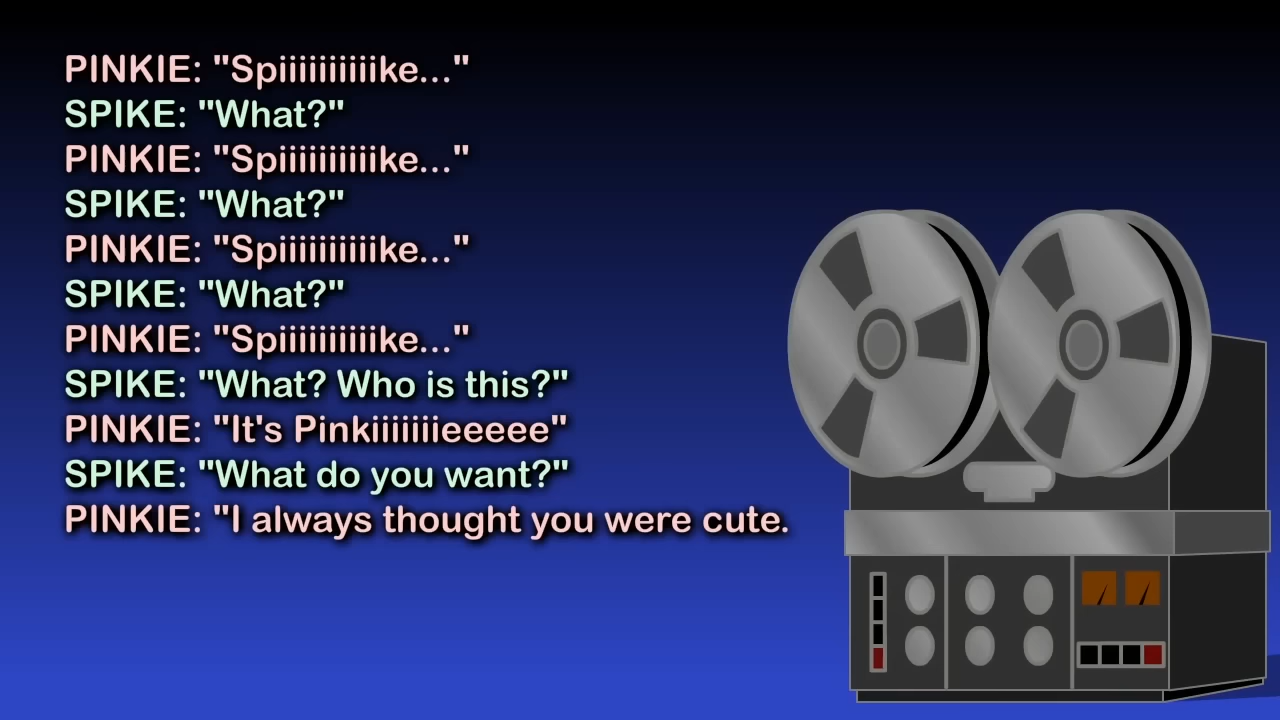 PINKIE: "Spiiiiiiiiiike..."
SPIKE: "What?"
PINKIE: "Spiiiiiiiiiike..."
SPIKE: "What?"
PINKIE: "Spiiiiiiiiiike..."
SPIKE: "What?"
PINKIE: "Spiiiiiiiiiike..."
SPIKE: "What? Who is this?"
PINKIE: "It's Pinkiiiiiiieeeee"
SPIKE: "What do you want?"
PINKIE: "I always thought you were cute.